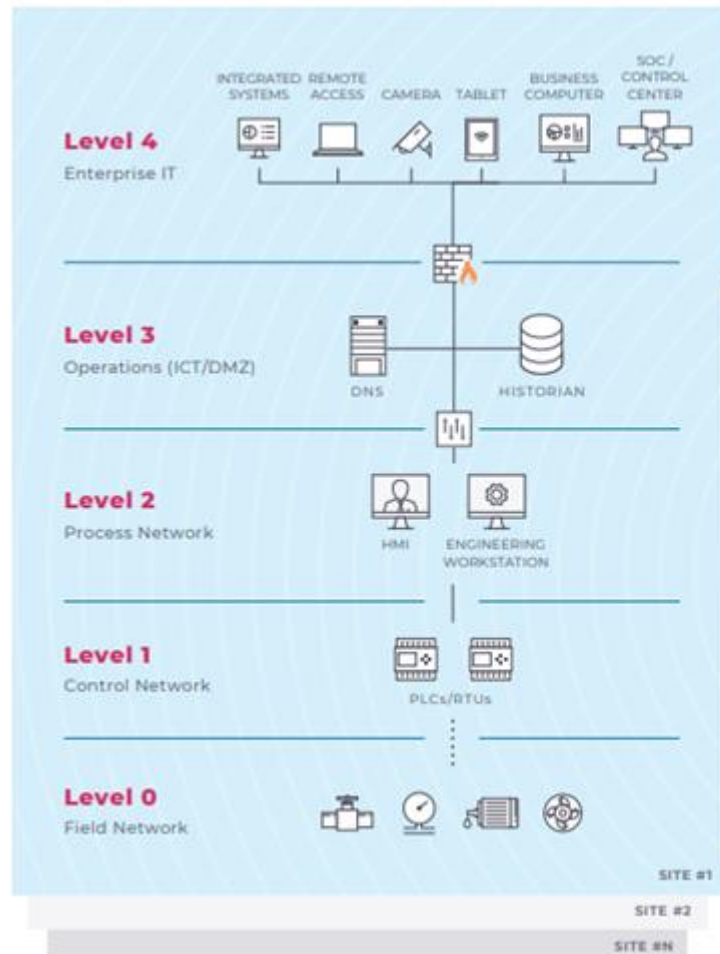 SOC /
INTEGRATED REMOTE BUSINESS CONTROL
SYSTEMS ACCESS CAMERA TABLET COMPUTER CENTER
Level 4
Enterprise IT
Level 3
Operations (ICT/DMZ)
DNS HISTORIAN
Level 2
Process Network
HMI ENGINEERING
WORKSTATION
Level 1
Control Network
PLCs/RTUs
Level 0
Field Network
SITE #1
SITE #2
SITE #N